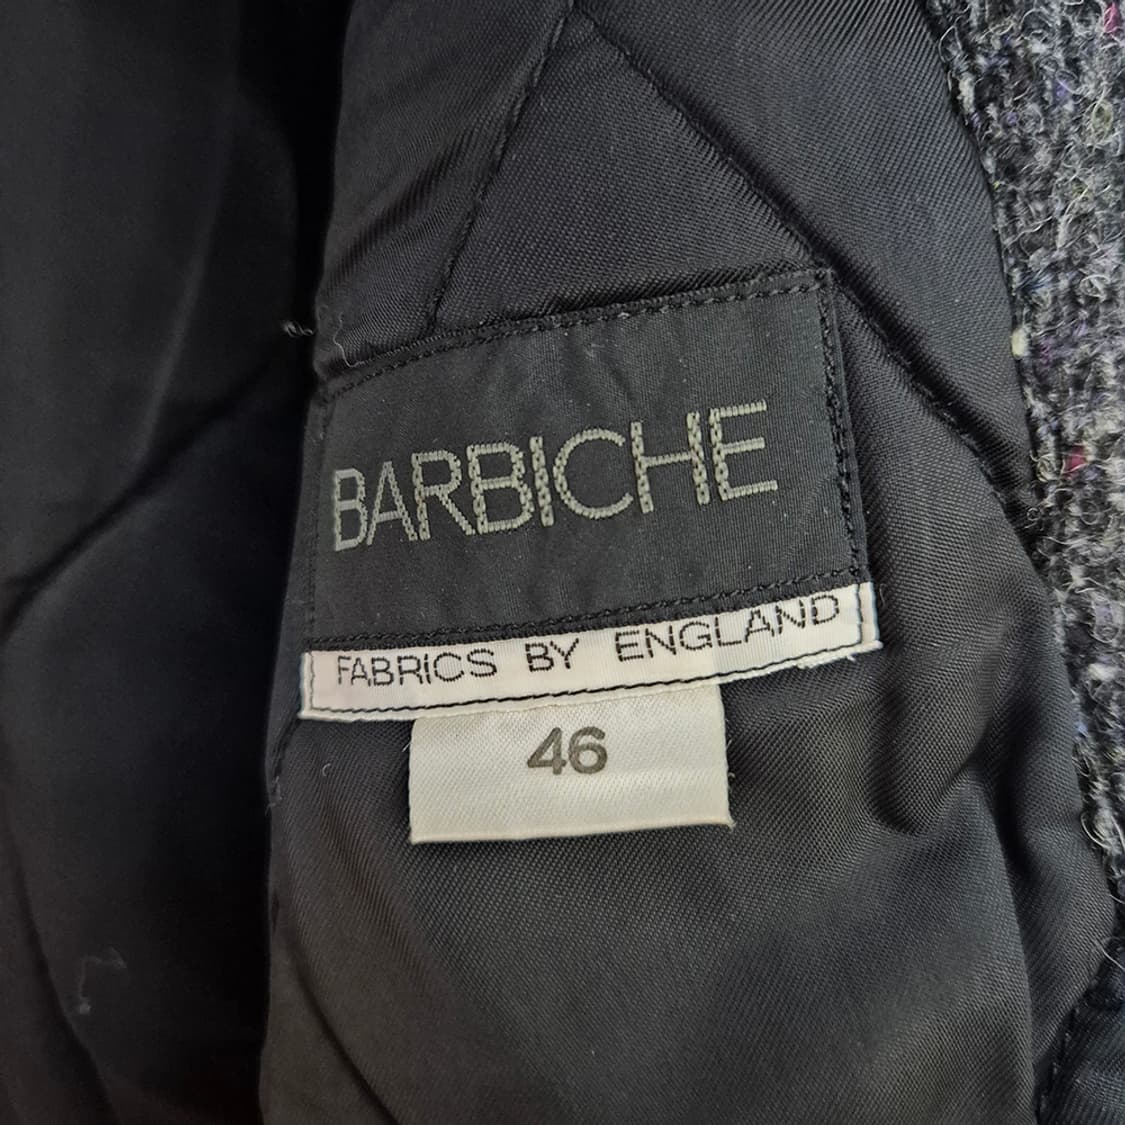 BARBICHE
FABRICS BY ENGLAND
46